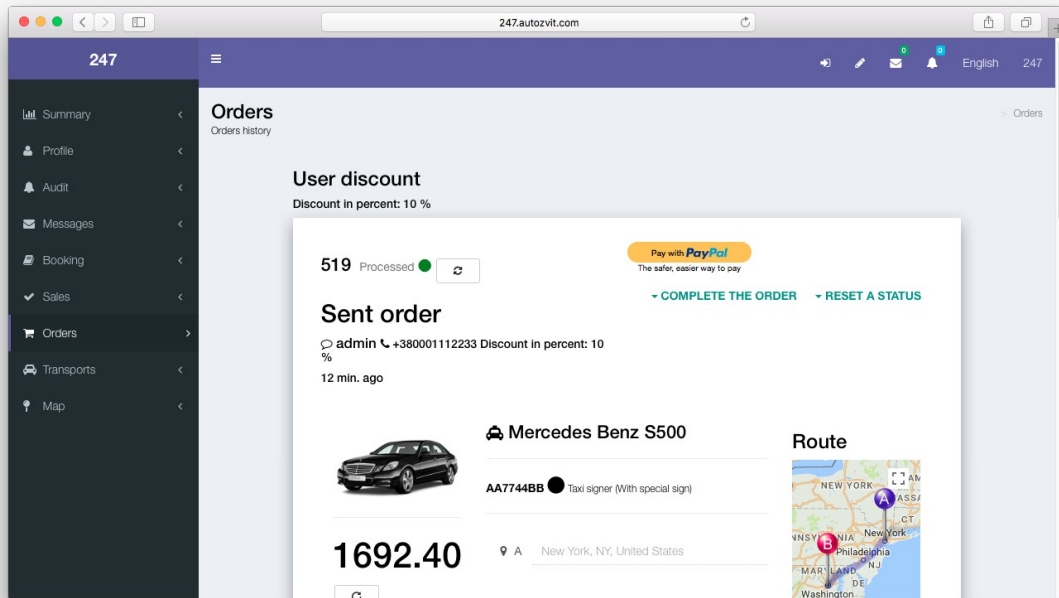 247.autozvit.com
247
0
0
English
247
Summary
Profile
Audit
Messages
Booking
Sales
Orders
Transports
Map
Orders
Orders history
> Orders
User discount
Discount in percent: 10 %
519 Processed
Pay with PayPal
The safer, easier way to pay
COMPLETE THE ORDER
RESET A STATUS
Sent order
admin +380001112233 Discount in percent: 10
%
12 min. ago
Mercedes Benz S500
AA7744BB Taxi signer (With special sign)
1692.40
A New York, NY, United States
Route
NEW YORK
A
CT
New York
B
Philadelphia
NJ
MARYLAND
DE
Washington